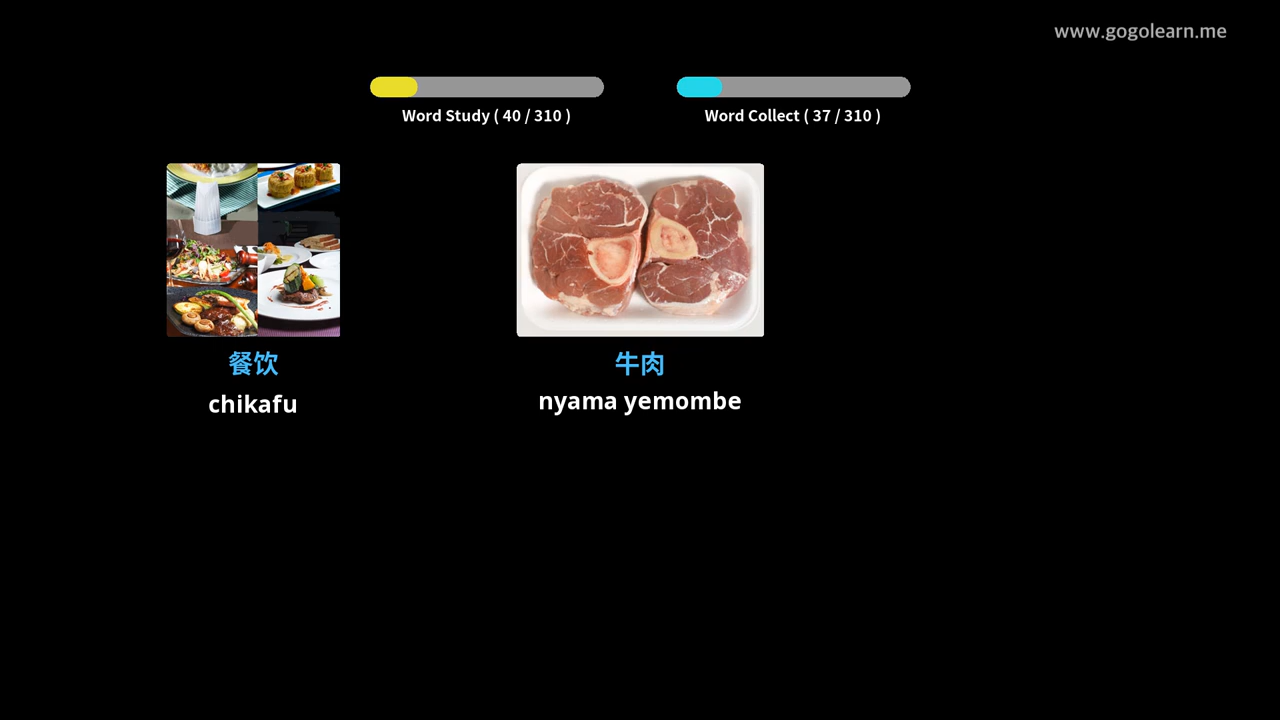 www.gogolearn.me
Word Study ( 40 / 310 )
Word Collect ( 37 / 310 )
餐饮
chikafu
牛肉
nyama yemombe